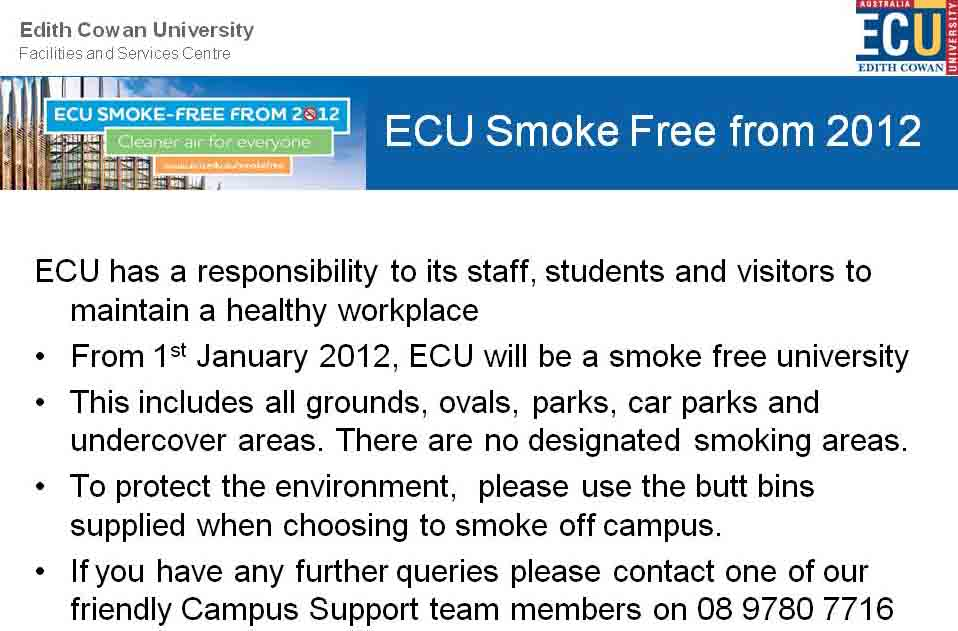 Edith Cowan University
Facilities and Services Centre
AUSTRALIA
ECU
EDITH COWAN
UNIVERSITY
ECU SMOKE-FREE FROM 2012
Cleaner air for everyone
www.ecu.edu.au/smokefree
ECU Smoke Free from 2012
ECU has a responsibility to its staff, students and visitors to
maintain a healthy workplace
• From 1st January 2012, ECU will be a smoke free university
• This includes all grounds, ovals, parks, car parks and
undercover areas. There are no designated smoking areas.
• To protect the environment, please use the butt bins
supplied when choosing to smoke off campus.
• If you have any further queries please contact one of our
friendly Campus Support team members on 08 9780 7716